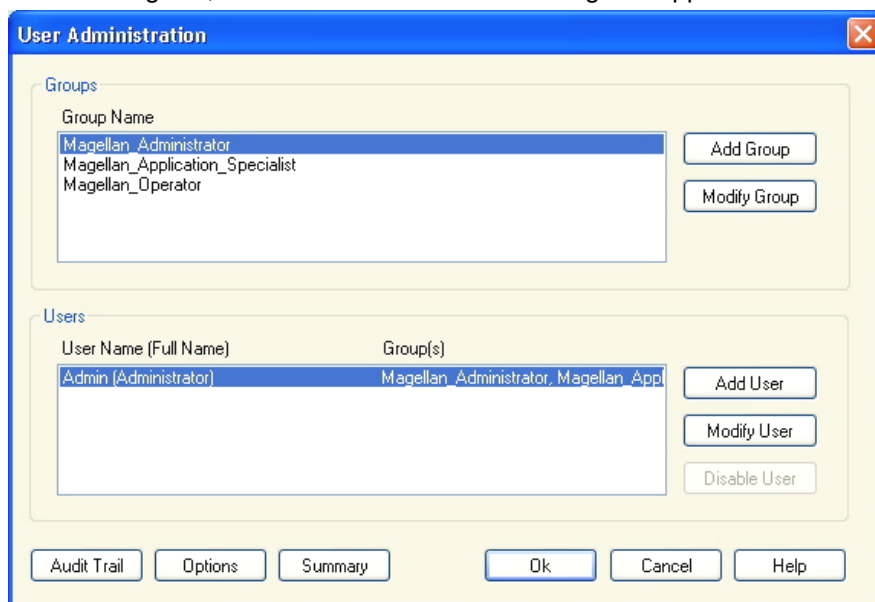 User Administration
Groups
Group Name
Magellan_Administrator
Magellan_Application_Specialist
Magellan_Operator
Add Group
Modify Group
Users
User Name (Full Name) Group(s)
Admin (Administrator) Magellan_Administrator, Magellan_Appl
Add User
Modify User
Disable User
Audit Trail Options Summary Ok Cancel Help